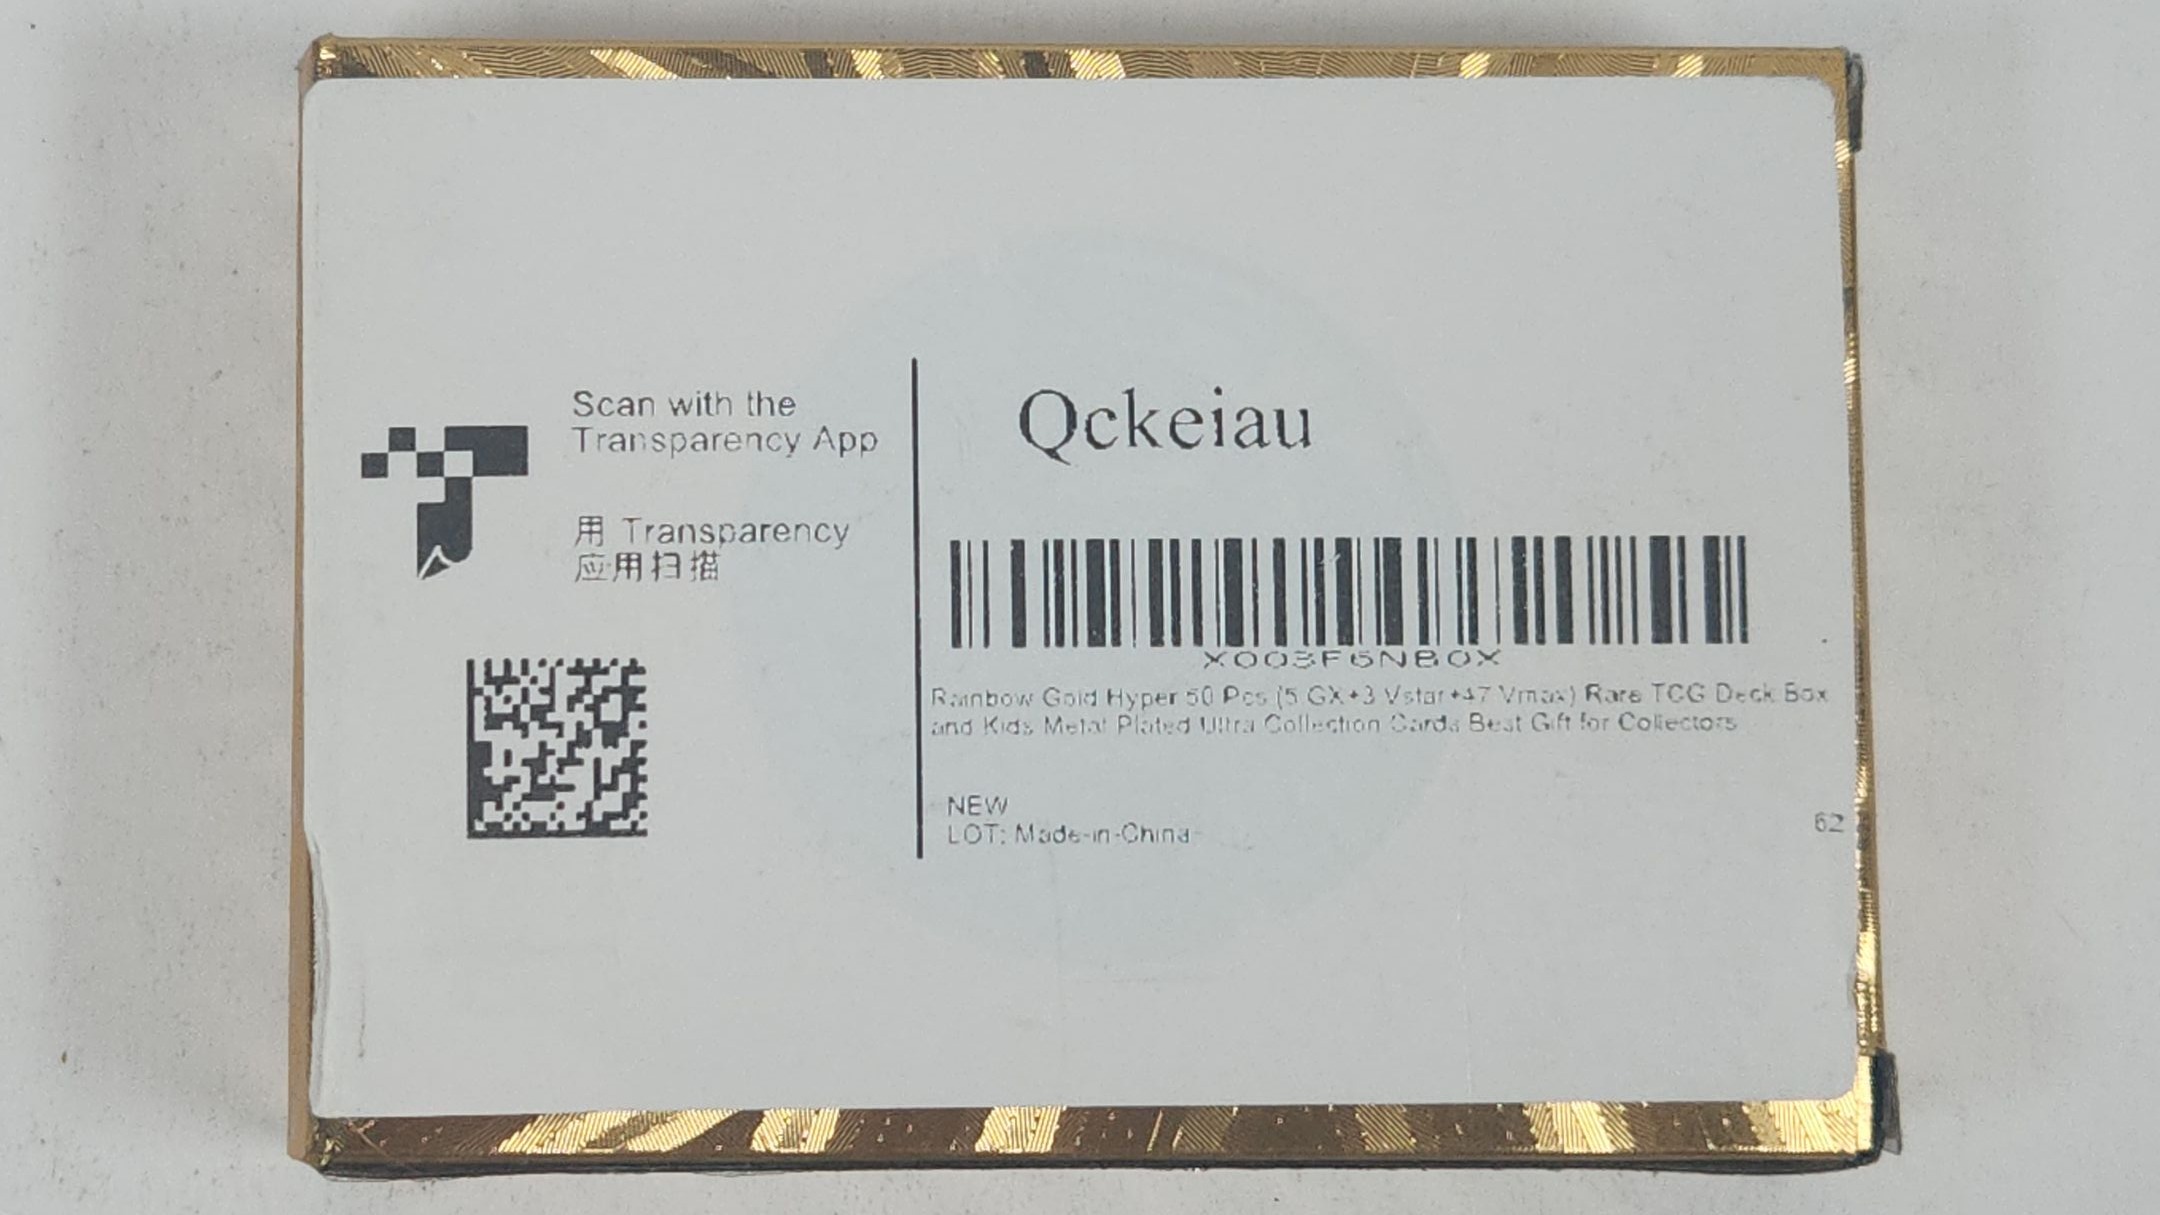 Scan with the
Transparency App
用 Transparency
应用扫描
Qckeiau
X003F6NBOX
Rainbow Gold Hyper 50 Pcs (5 GX+3 Vstar+47 Vmax) Rare TCG Deck Box
and Kids Metal Plated Ultra Collection Cards Best Gift for Collectors
NEW
LOT: Made-in-China
62